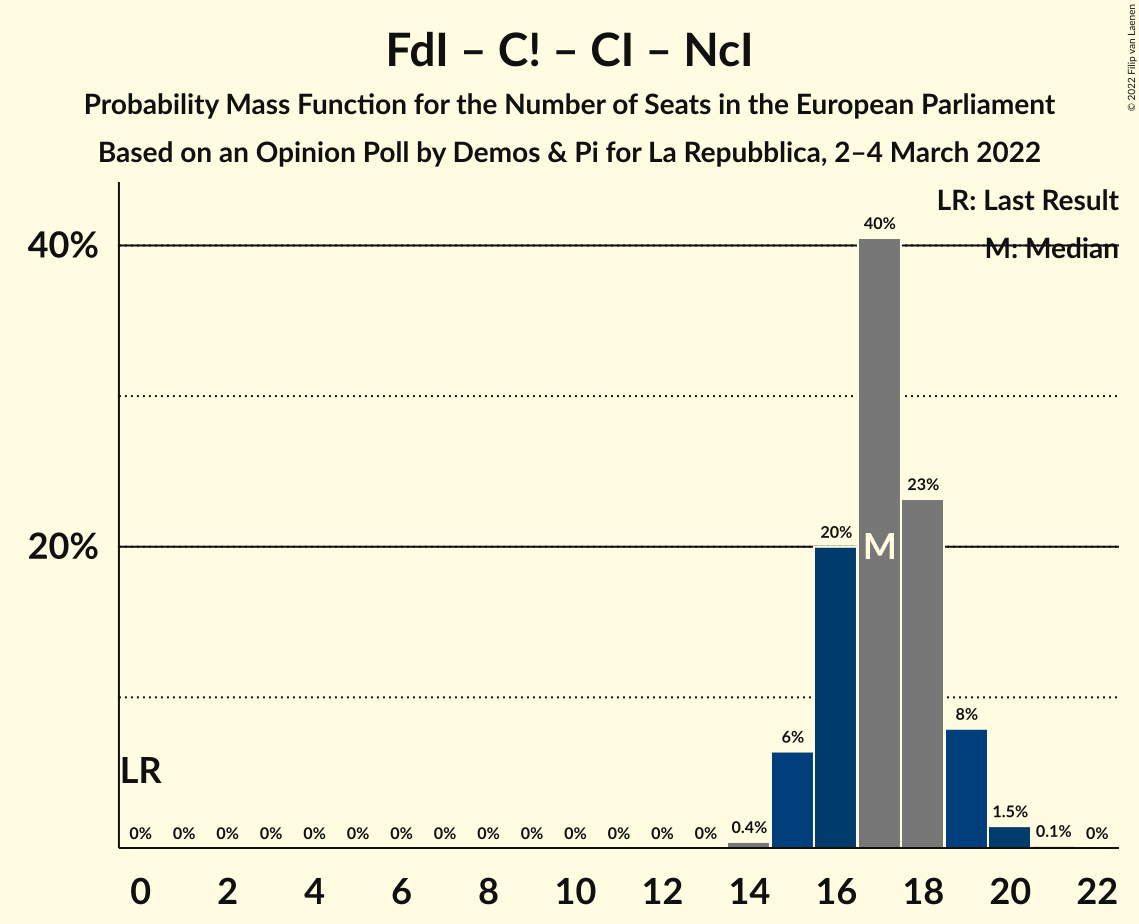 FdI – C! – CI – NcI
Probability Mass Function for the Number of Seats in the European Parliament
Based on an Opinion Poll by Demos & Pi for La Repubblica, 2–4 March 2022
© 2022 Filip van Laenen
LR: Last Result
M: Median
40%
20%
40%
23%
20%
M
8%
6%
LR
1.5%
0% 0% 0% 0% 0% 0% 0% 0% 0% 0% 0% 0% 0% 0% 0.4% 0.1% 0%
0 2 4 6 8 10 12 14 16 18 20 22